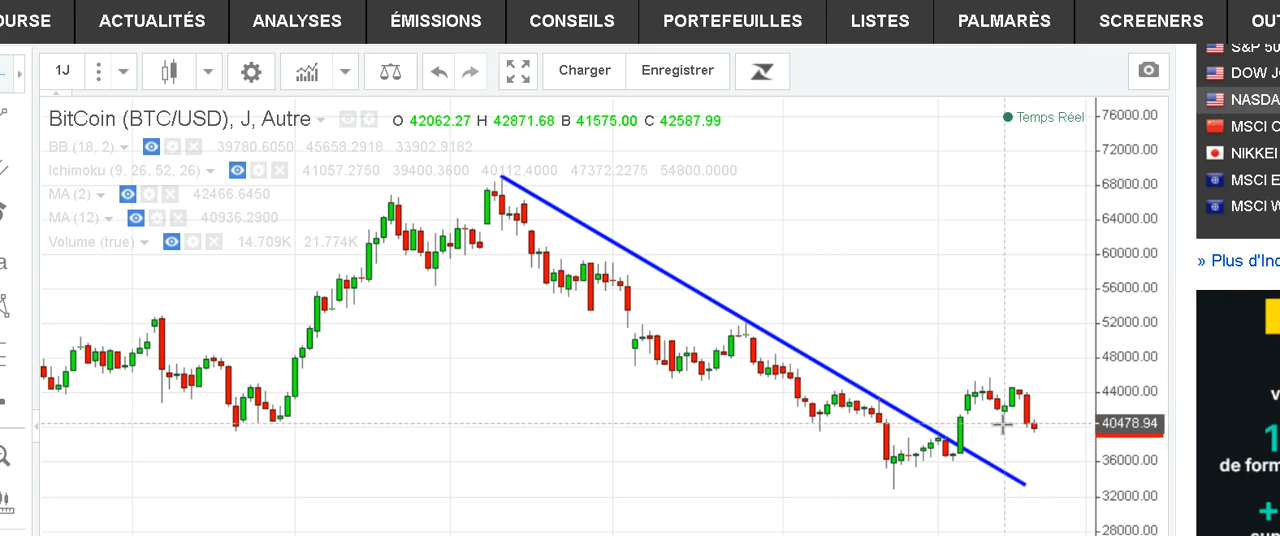 OURSE ACTUALITÉS ANALYSES ÉMISSIONS CONSEILS PORTEFEUILLES LISTES PALMARÈS SCREENERS OU
1J Charger Enregistrer
S&P 50
DOW J
NASDA
MSCI C
NIKKEI
MSCI E
MSCI W
BitCoin (BTC/USD), J, Autre O 42062.27 H 42871.68 B 41575.00 C 42587.99
Temps Réel
BB (18, 2) 39780.6050 45658.2918 33902.9182
Ichimoku (9, 26, 52, 26) 41057.2750 39400.3600 40112.4000 47372.2275 54800.0000
MA (2) 42466.6450
MA (12) 40936.2900
Volume (true) 14.709K 21.774K
76000.00
72000.00
68000.00
64000.00
60000.00
56000.00
52000.00
48000.00
44000.00
40478.94
36000.00
32000.00
28000.00
» Plus d'Ind
v
1
de form
+